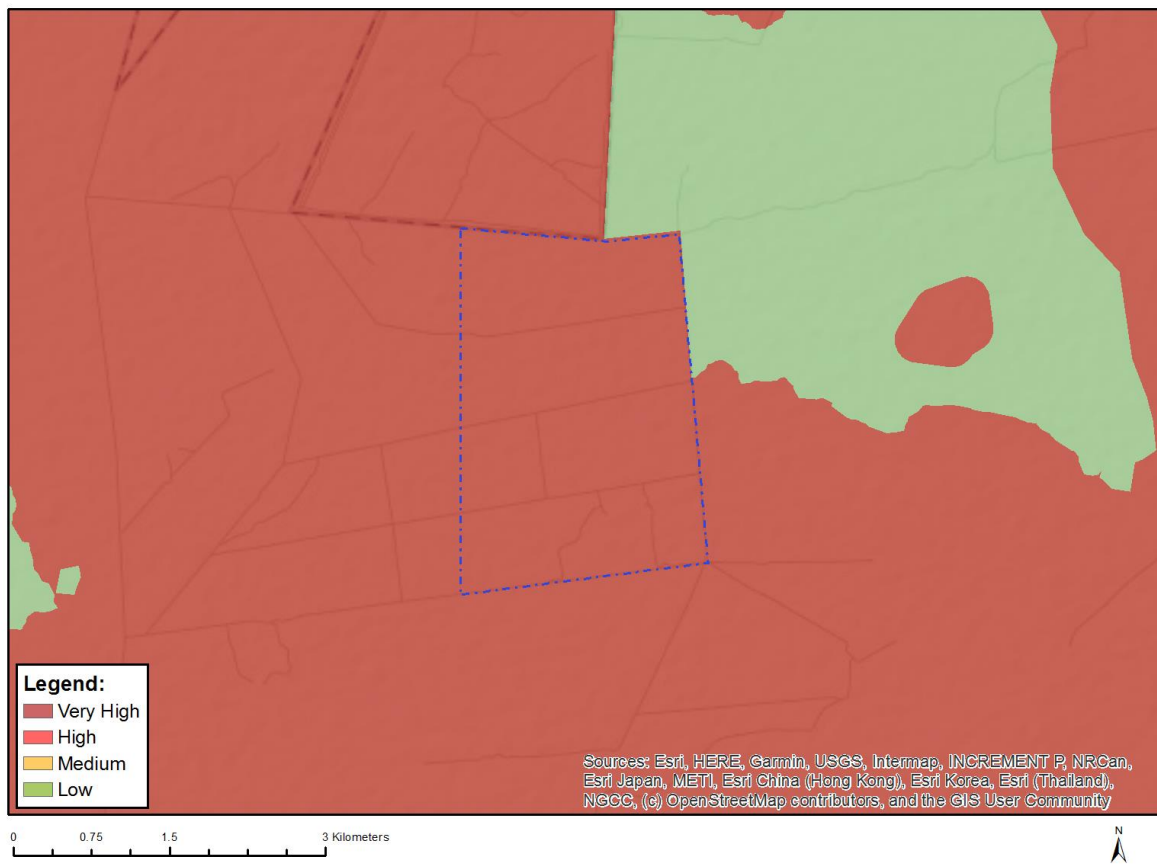 Legend:
Very High
High
Medium
Low
Sources: Esri, HERE, Garmin, USGS, Intermap, INCREMENT P, NRCan,
Esri Japan, METI, Esri China (Hong Kong), Esri Korea, Esri (Thailand),
NGCC, (c) OpenStreetMap contributors, and the GIS User Community
0 0.75 1.5 3 Kilometers
N